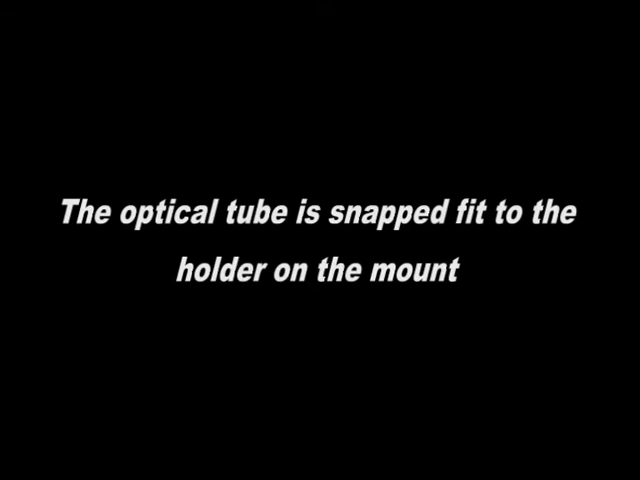 The optical tube is snapped fit to the
holder on the mount